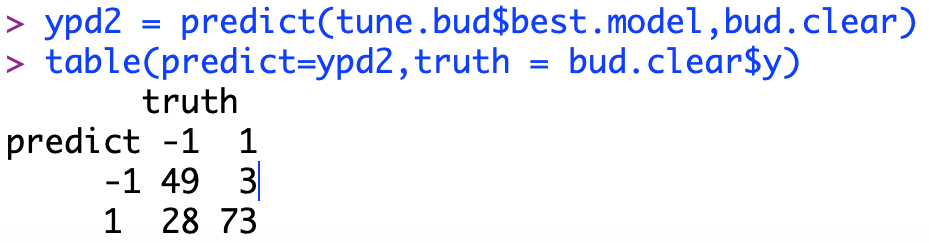 > ypd2 = predict(tune.bud$best.model,bud.clear)
> table(predict=ypd2,truth = bud.clear$y)
truth
predict -1 1
-1 49 3
1 28 73